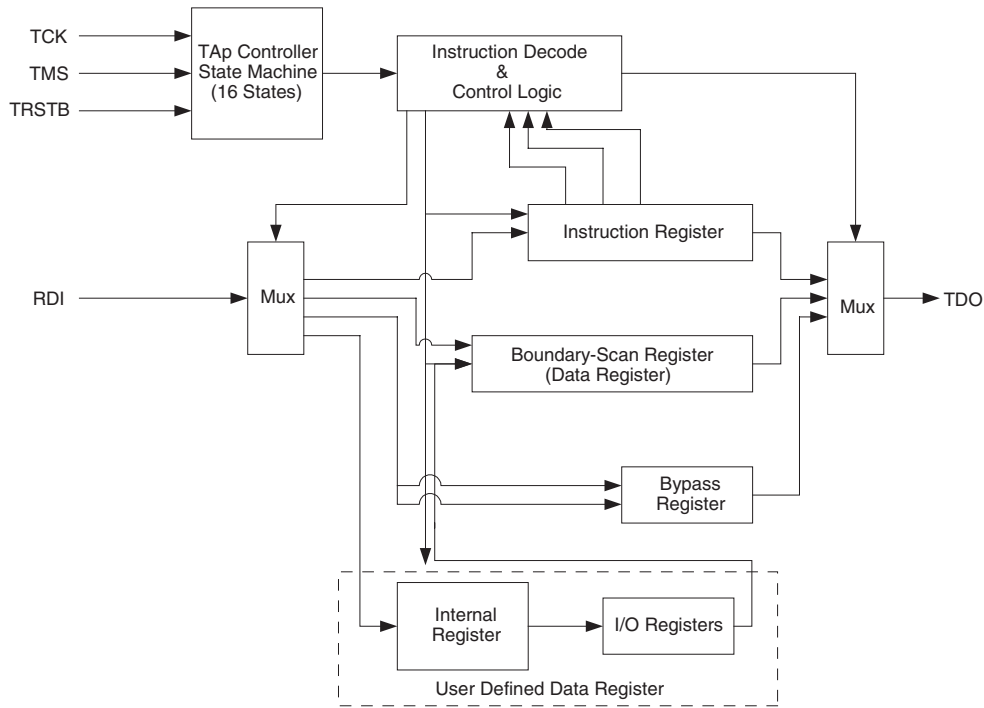 TCK
TMS
TRSTB
TAp Controller
State Machine
(16 States)
Instruction Decode
&
Control Logic
Instruction Register
RDI
Mux
Mux
TDO
Boundary-Scan Register
(Data Register)
Bypass
Register
Internal
Register
I/O Registers
User Defined Data Register